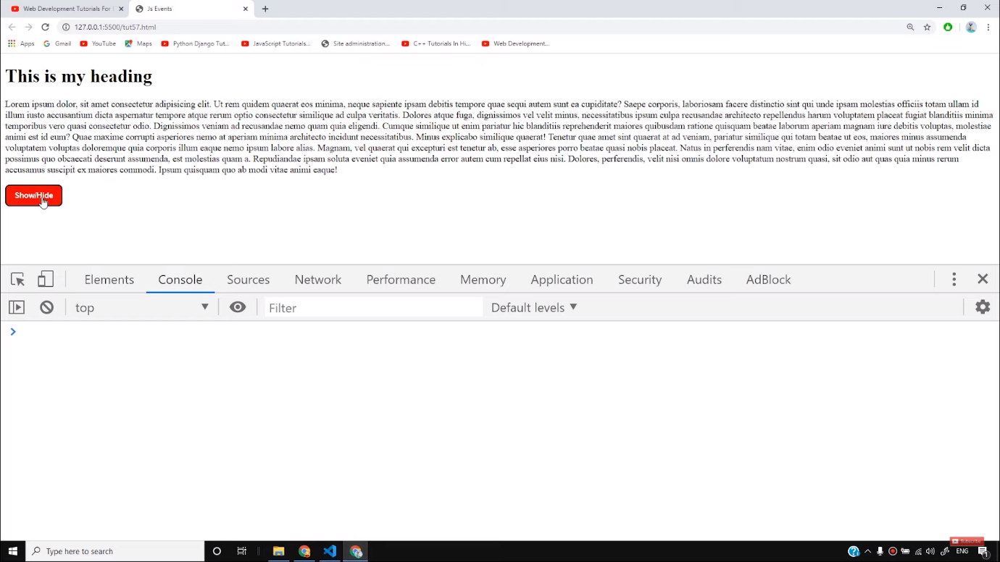 Web Development Tutorials For
Js Events
127.0.0.1:5500/tut57.html
Apps
Gmail
YouTube
Maps
Python Django Tut...
JavaScript Tutorials...
Site administration...
C++ Tutorials In Hi...
Web Development...
This is my heading
Lorem ipsum dolor, sit amet consectetur adipisicing elit. Ut rem quidem quaerat eos minima, neque sapiente ipsam debitis tempore quae sequi autem sunt ea cupiditate? Saepe corporis, laboriosam facere distinctio sint qui unde ipsam molestias officiis totam ullam id
illum iusto accusantium dicta aspernatur tempore atque rerum optio consectetur similique ad culpa veritatis. Dolores atque fuga, dignissimos vel velit minus, necessitatibus ipsum culpa recusandae architecto repellendus harum voluptatem placeat fugiat blanditiis maxime
temporibus vero quasi consectetur odio. Dignissimos veniam ad recusandae nemo quam quia eligendi. Cumque similique ut enim pariatur hic blanditiis reprehenderit maiores quibusdam ratione quisquam beatae laborum aperiam magnam iure debitis voluptas, molestiae
animi est id eum? Quae maxime corrupti asperiores nemo at aperiam minima architecto incidunt necessitatibus. Minus explicabo similique quaerat! Tenetur quae amet sint quaerat at ad veniam, pariatur similique qui totam beatae ut eos, maiores minus assumenda
voluptatem voluptas doloremque quia corporis illum eaque nemo ipsum labore alias. Magnam, vel quaerat qui excepturi est tenetur ab, esse asperiores porro beatae quasi nobis placeat. Natus in perferendis nam vitae, enim odio eveniet animi sunt ut nobis rem velit dicta
possimus quo obcaecati deserunt assumenda, est molestias quam a. Repudiandae ipsam soluta eveniet quia assumenda error autem cum repellat eius nisi. Dolores, perferendis, velit nisi omnis dolore voluptatum nostrum quasi, sit odio aut quas quia minus rerum
accusamus suscipit ex maiores commodi. Ipsum quisquam quo ab modi vitae animi eaque!
Show/Hide
Elements
Console
Sources
Network
Performance
Memory
Application
Security
Audits
AdBlock
top
Filter
Default levels
Type here to search
ENG
Subscribe